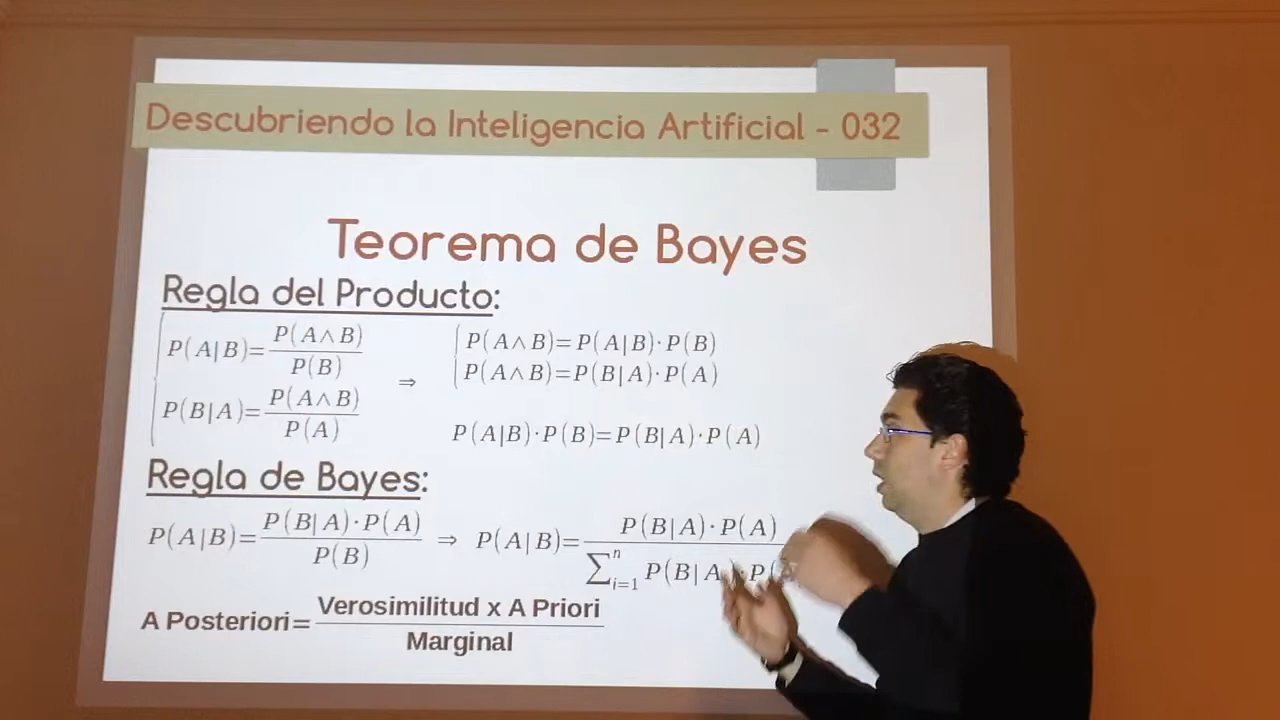 Descubriendo la Inteligencia Artificial - 032
Teorema de Bayes
Regla del Producto:
P(A|B)=P(A∧B)/P(B)
P(B|A)=P(A∧B)/P(A)
⇒
P(A∧B)=P(A|B)·P(B)
P(A∧B)=P(B|A)·P(A)
P(A|B)·P(B)=P(B|A)·P(A)
Regla de Bayes:
P(A|B)=P(B|A)·P(A)/P(B) ⇒ P(A|B)=P(B|A)·P(A)/∑ⁿᵢ₌₁ P(B|A
A Posteriori=Verosimilitud x A Priori/Marginal